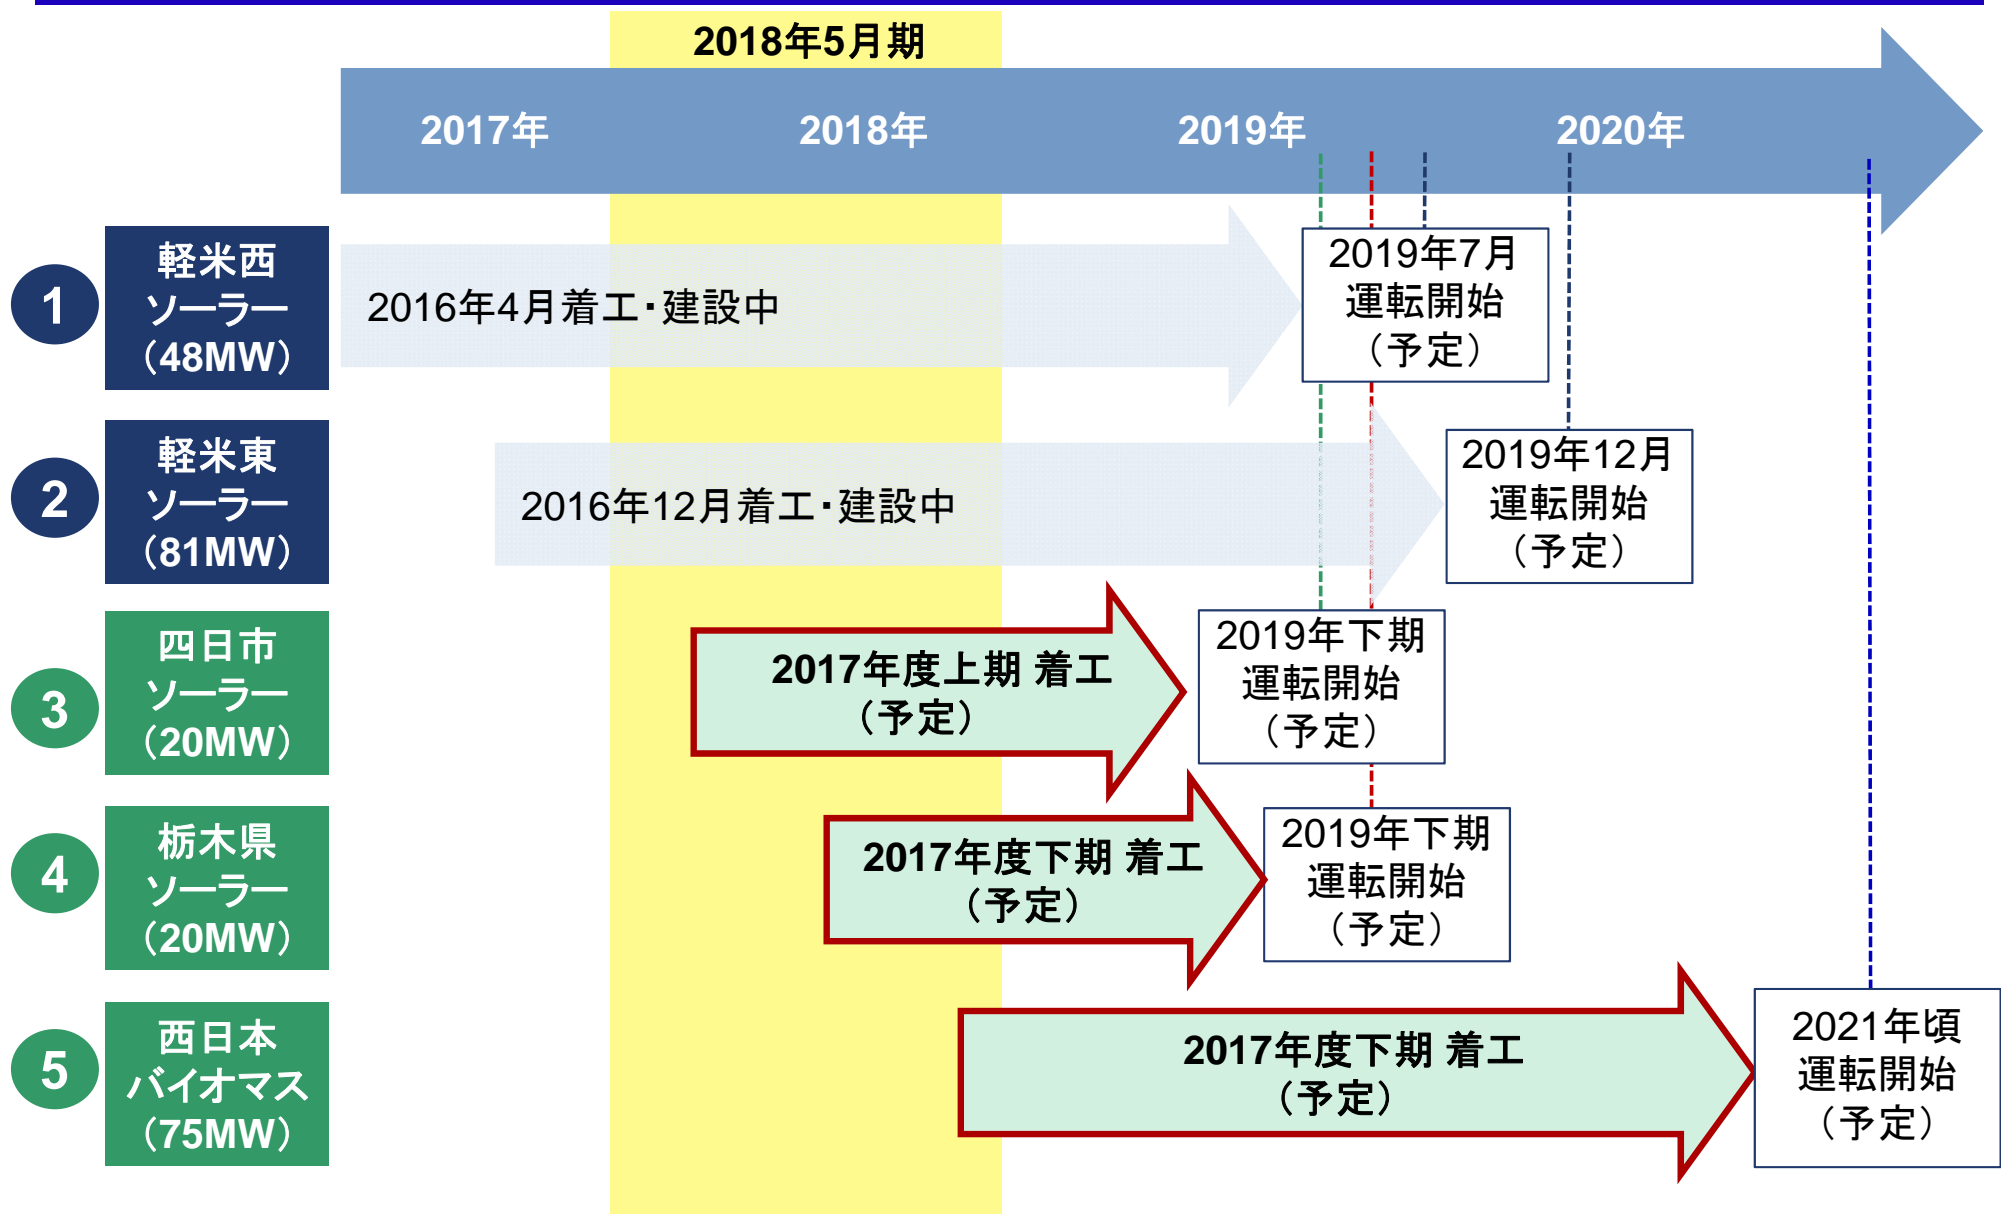 2018年5月期
2017年
2018年
2019年
2020年
1
軽米西
ソーラー
（48MW）
2016年4月着工・建設中
2019年7月
運転開始
（予定）
2
軽米東
ソーラー
（81MW）
2016年12月着工・建設中
2019年12月
運転開始
（予定）
3
四日市
ソーラー
（20MW）
2017年度上期 着工
（予定）
2019年下期
運転開始
（予定）
4
栃木県
ソーラー
（20MW）
2017年度下期 着工
（予定）
2019年下期
運転開始
（予定）
5
西日本
バイオマス
（75MW）
2017年度下期 着工
（予定）
2021年頃
運転開始
（予定）